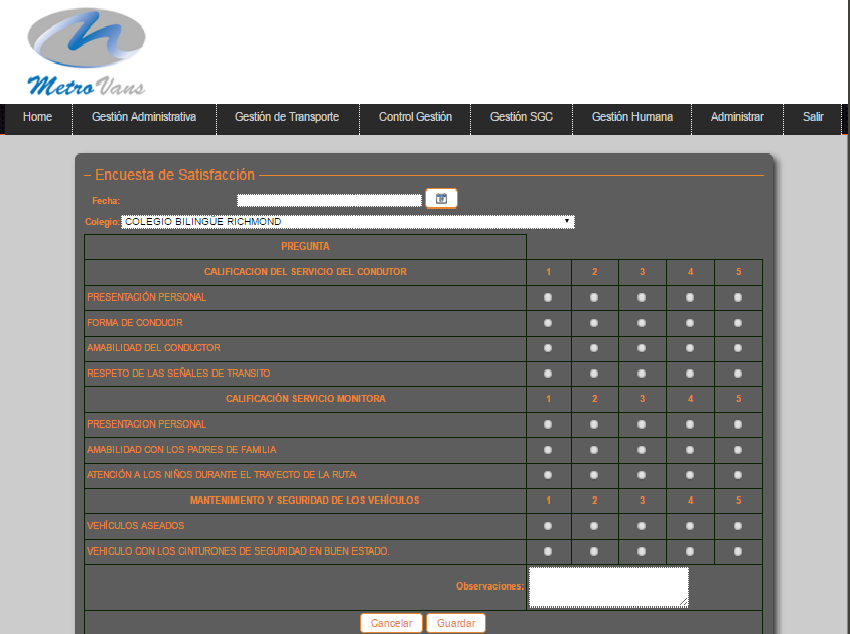 MetroVans
Home Gestión Administrativa Gestión de Transporte Control Gestión Gestión SGC Gestión Humana Administrar Salir
Encuesta de Satisfacción
Fecha:
Colegio: COLEGIO BILINGÜE RICHMOND
PREGUNTA
CALIFICACION DEL SERVICIO DEL CONDUTOR 1 2 3 4 5
PRESENTACIÓN PERSONAL
FORMA DE CONDUCIR
AMABILIDAD DEL CONDUCTOR
RESPETO DE LAS SEÑALES DE TRANSITO
CALIFICACIÓN SERVICIO MONITORA 1 2 3 4 5
PRESENTACION PERSONAL
AMABILIDAD CON LOS PADRES DE FAMILIA
ATENCIÓN A LOS NIÑOS DURANTE EL TRAYECTO DE LA RUTA
MANTENIMIENTO Y SEGURIDAD DE LOS VEHÍCULOS 1 2 3 4 5
VEHÍCULOS ASEADOS
VEHICULO CON LOS CINTURONES DE SEGURIDAD EN BUEN ESTADO.
Observaciones:
Cancelar Guardar